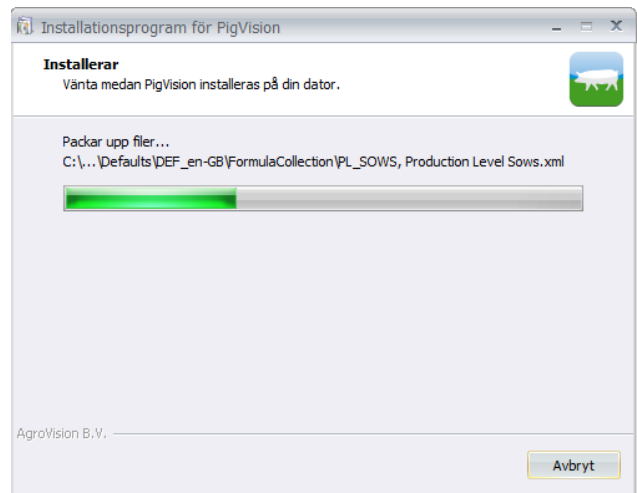 Installationsprogram för PigVision
Installerar
Vänta medan PigVision installeras på din dator.
Packar upp filer...
C:\...\Defaults\DEF_en-GB\FormulaCollection\PL_SOWS, Production Level Sows.xml
AgroVision B.V.
Avbryt